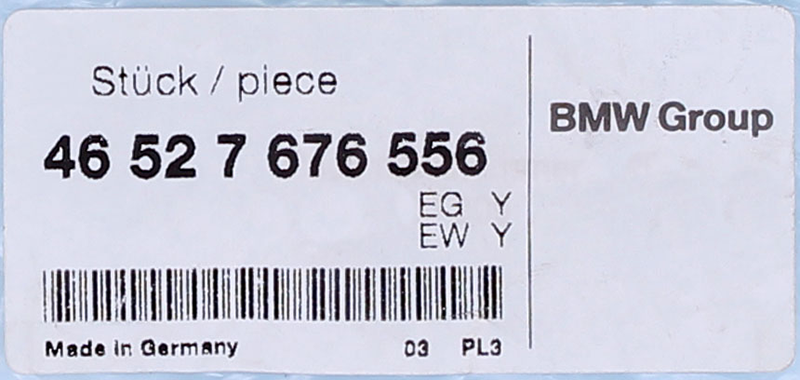 Stück / piece
46 52 7 676 556
EG Y
EW Y
Made in Germany 03 PL3
BMW Group